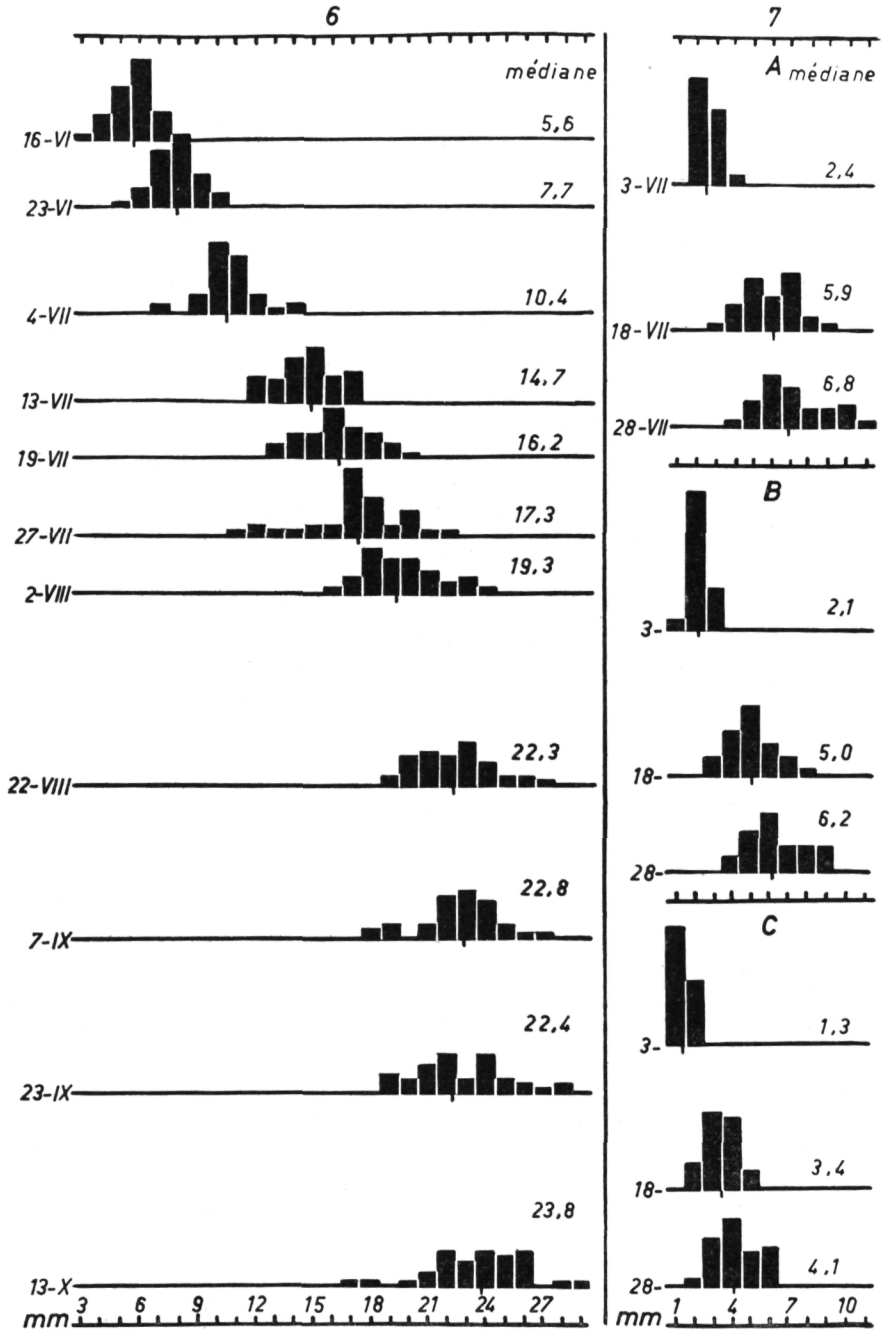 6
médiane
16-VI 5,6
23-VI 7,7
4-VII 10,4
13-VII 14,7
19-VII 16,2
27-VII 17,3
2-VIII 19,3
22-VIII 22,3
7-IX 22,8
23-IX 22,4
13-X 23,8
mm 3 6 9 12 15 18 21 24 27
7
A médiane
3-VII 2,4
18-VII 5,9
28-VII 6,8
B
3- 2,1
18- 5,0
28- 6,2
C
3- 1,3
18- 3,4
28- 4,1
mm 1 4 7 10